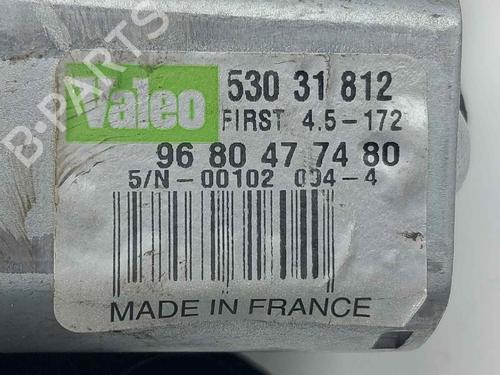 B-PARTS
Valeo 530 31 812
FIRST 4.5-172
96 80 47 74 80
5/N-00102 004-4
MADE IN FRANCE